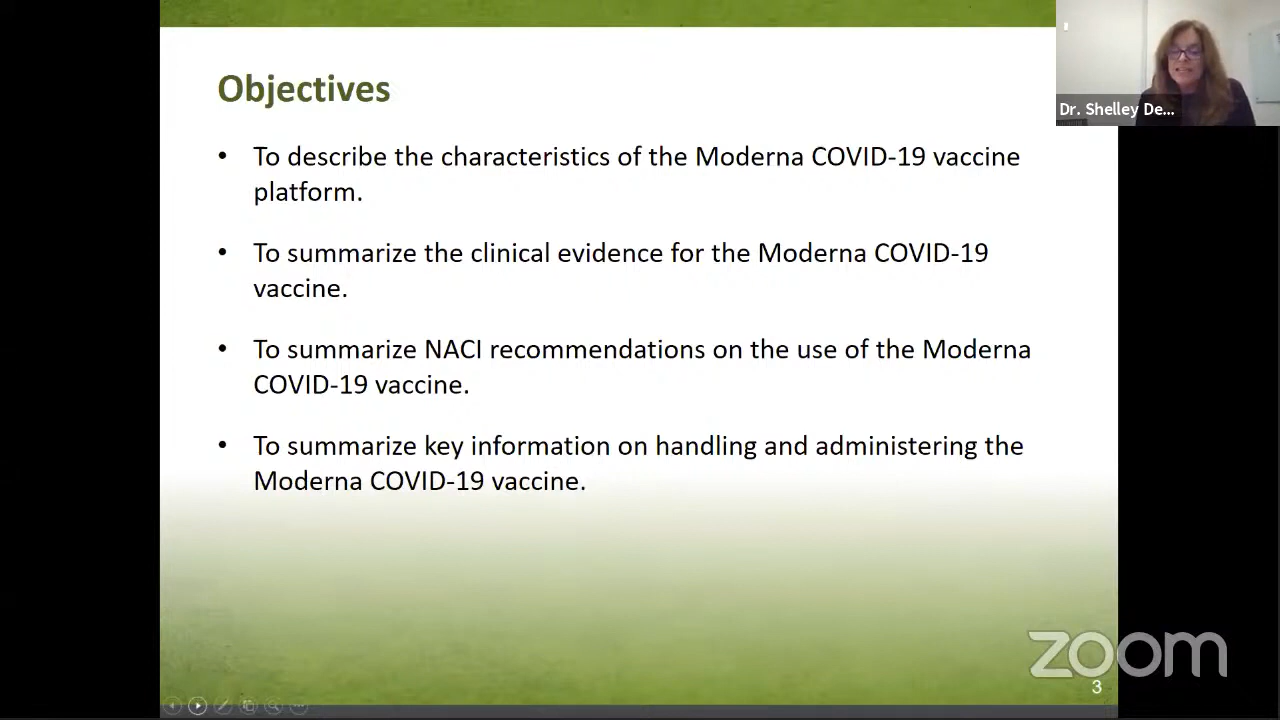 Objectives
• To describe the characteristics of the Moderna COVID-19 vaccine
platform.
• To summarize the clinical evidence for the Moderna COVID-19
vaccine.
• To summarize NACI recommendations on the use of the Moderna
COVID-19 vaccine.
• To summarize key information on handling and administering the
Moderna COVID-19 vaccine.
Dr. Shelley De...
zoom
3